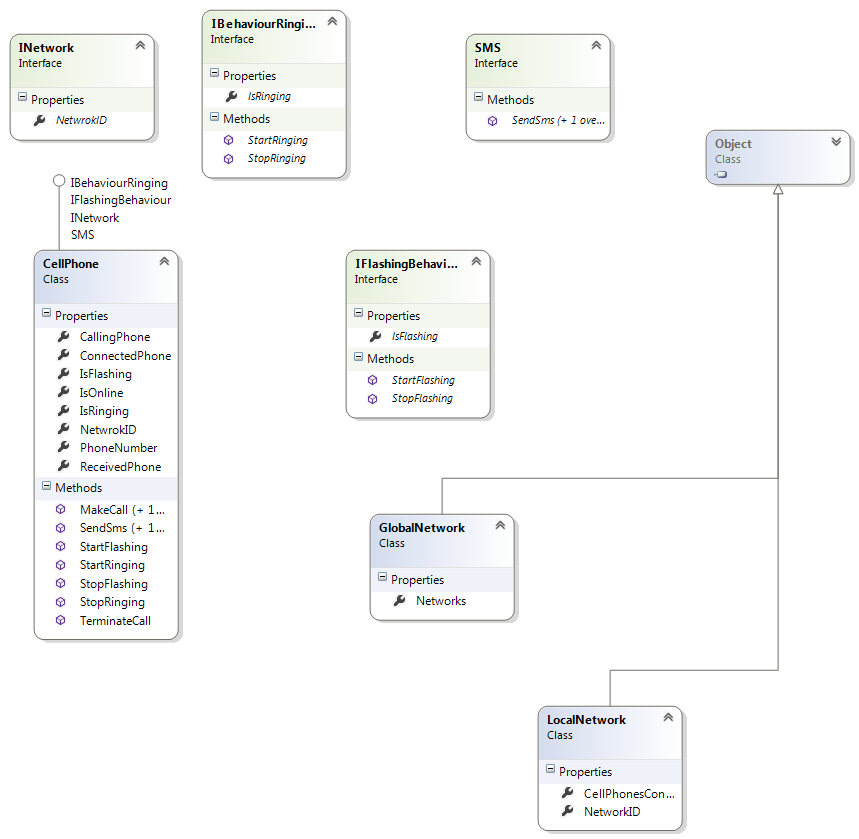 INetwork
Interface
Properties
NetwrokID
IBehaviourRingi...
Interface
Properties
IsRinging
Methods
StartRinging
StopRinging
SMS
Interface
Methods
SendSms (+ 1 ove...
Object
Class
IBehaviourRinging
IFlashingBehaviour
INetwork
SMS
CellPhone
Class
Properties
CallingPhone
ConnectedPhone
IsFlashing
IsOnline
IsRinging
NetwrokID
PhoneNumber
ReceivedPhone
Methods
MakeCall (+ 1...
SendSms (+ 1...
StartFlashing
StartRinging
StopFlashing
StopRinging
TerminateCall
IFlashingBehavi...
Interface
Properties
IsFlashing
Methods
StartFlashing
StopFlashing
GlobalNetwork
Class
Properties
Networks
LocalNetwork
Class
Properties
CellPhonesCon...
NetworkID